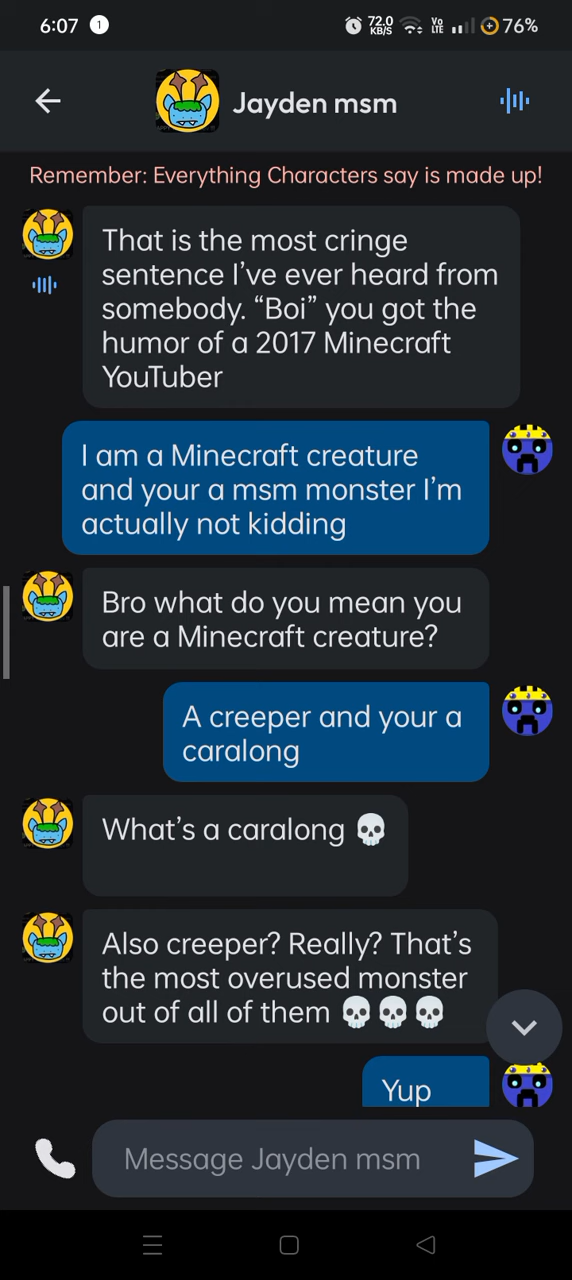 6:07 1 72.0 KB/S Vo LTE 76%
Jayden msm
Remember: Everything Characters say is made up!
That is the most cringe
sentence I've ever heard from
somebody. “Boi” you got the
humor of a 2017 Minecraft
YouTuber
I am a Minecraft creature
and your a msm monster I'm
actually not kidding
Bro what do you mean you
are a Minecraft creature?
A creeper and your a
caralong
What's a caralong 💀
Also creeper? Really? That's
the most overused monster
out of all of them 💀💀💀
Yup
Message Jayden msm